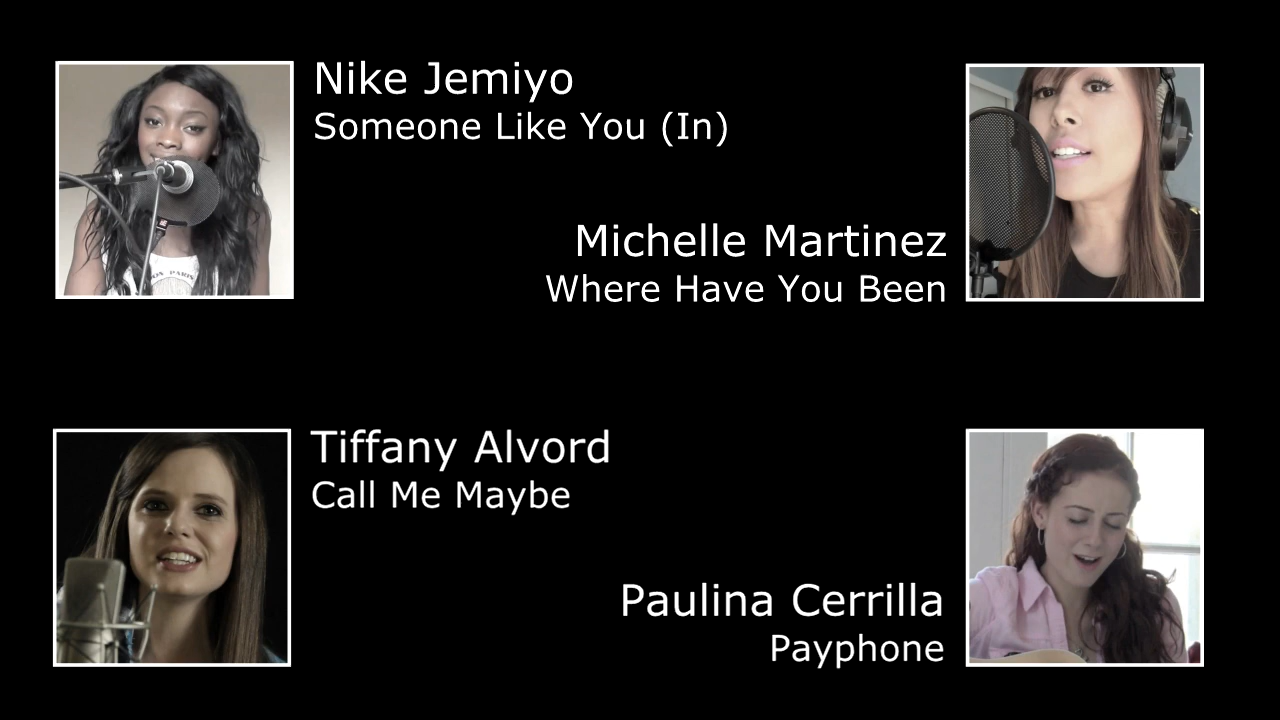 Nike Jemiyo
Someone Like You (In)
Michelle Martinez
Where Have You Been
Tiffany Alvord
Call Me Maybe
Paulina Cerrilla
Payphone